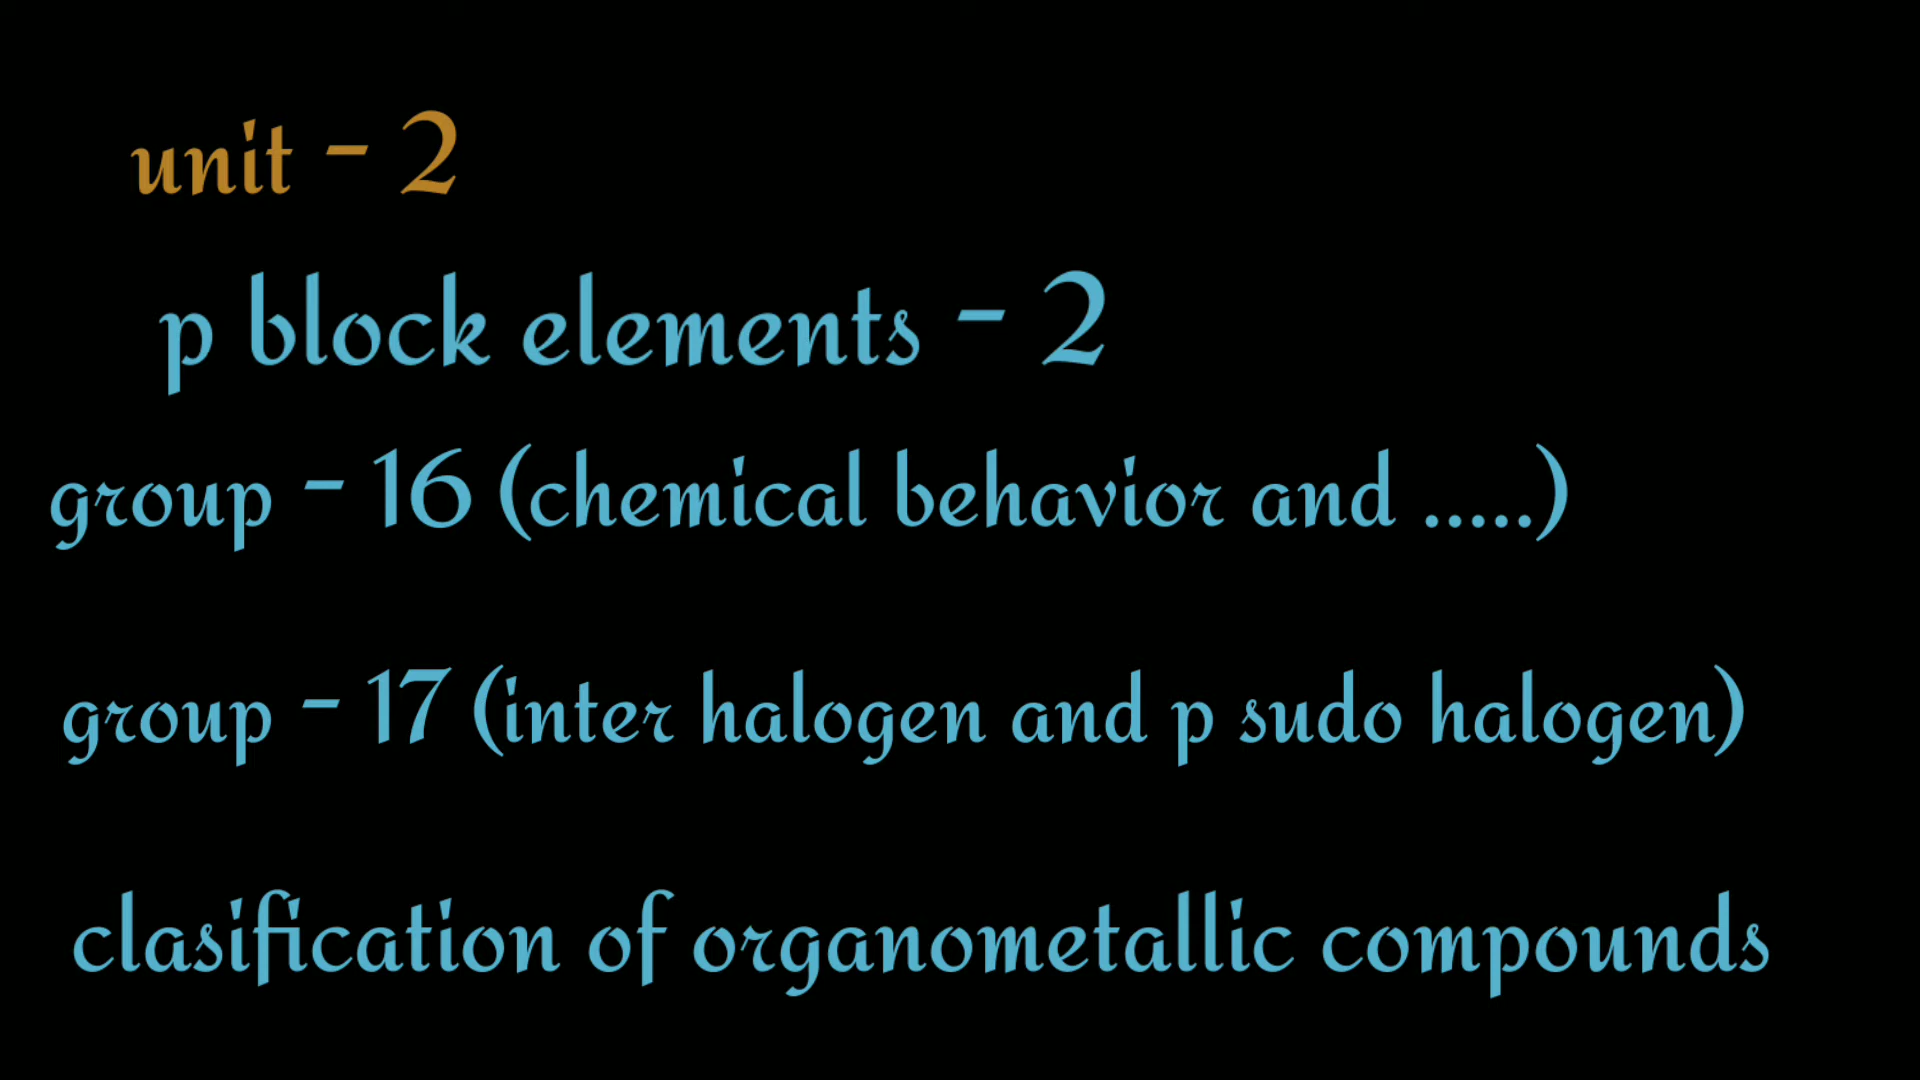 unit - 2
p block elements - 2
group - 16 (chemical behavior and .....)
group - 17 (inter halogen and p sudo halogen)
clasification of organometallic compounds